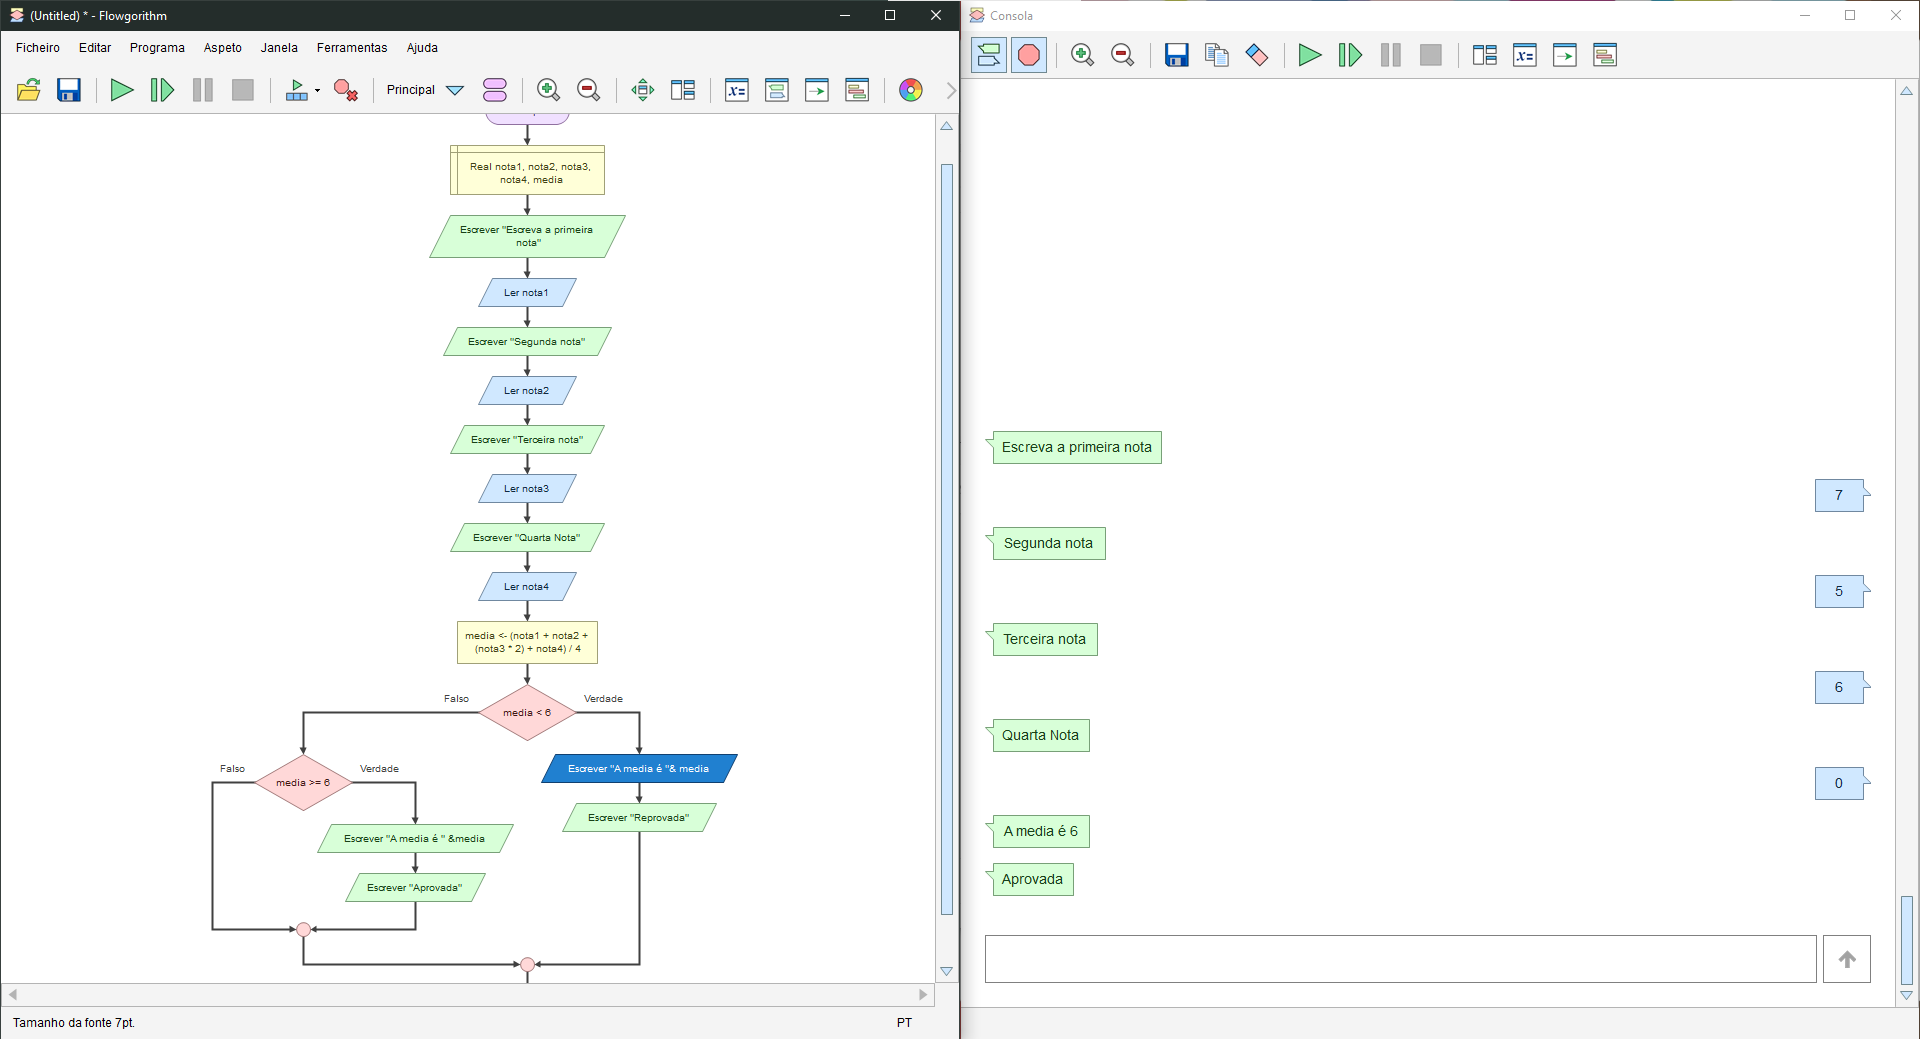 (Untitled) * - Flowgorithm
Ficheiro Editar Programa Aspeto Janela Ferramentas Ajuda
Principal
Real nota1, nota2, nota3,
nota4, media
Escrever "Escreva a primeira
nota"
Ler nota1
Escrever "Segunda nota"
Ler nota2
Escrever "Terceira nota"
Ler nota3
Escrever "Quarta Nota"
Ler nota4
media <- (nota1 + nota2 +
(nota3 * 2) + nota4) / 4
Falso
media < 6
Verdade
Falso
media >= 6
Verdade
Escrever "A media é "& media
Escrever "Reprovada"
Escrever "A media é " &media
Escrever "Aprovada"
Tamanho da fonte 7pt.
PT
Consola
Escreva a primeira nota
7
Segunda nota
5
Terceira nota
6
Quarta Nota
0
A media é 6
Aprovada